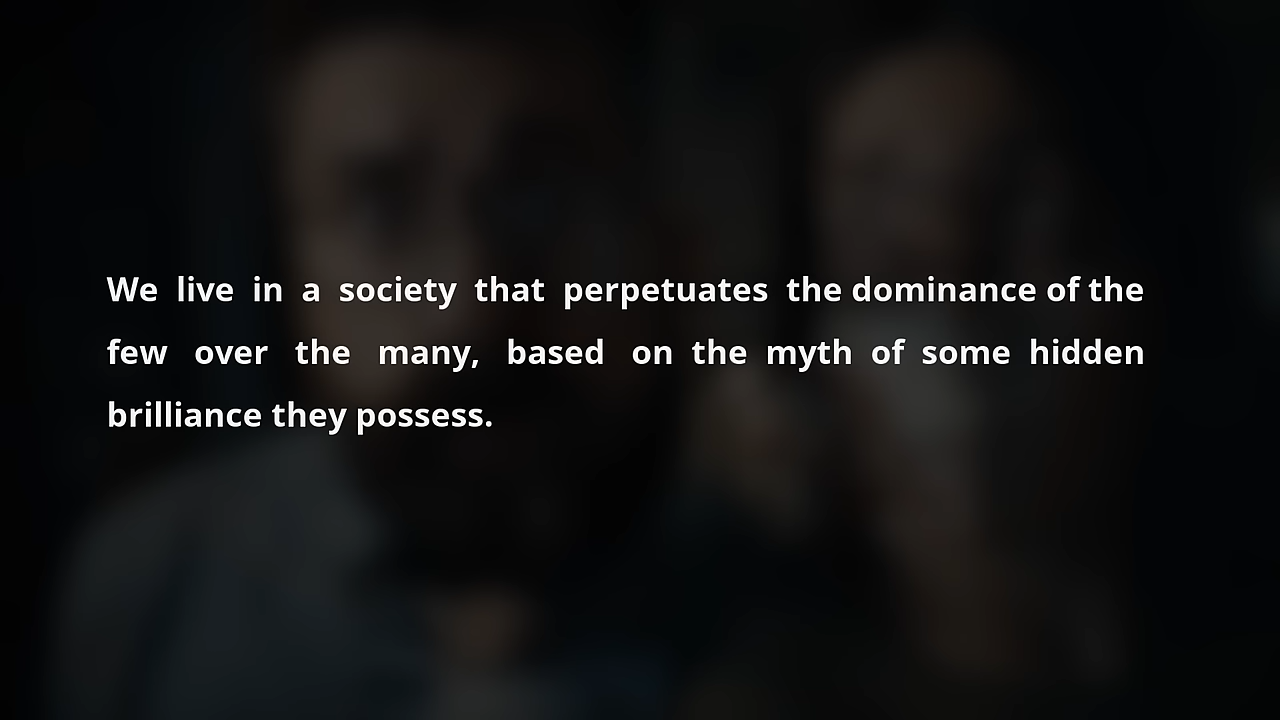 We live in a society that perpetuates the dominance of the
few over the many, based on the myth of some hidden
brilliance they possess.